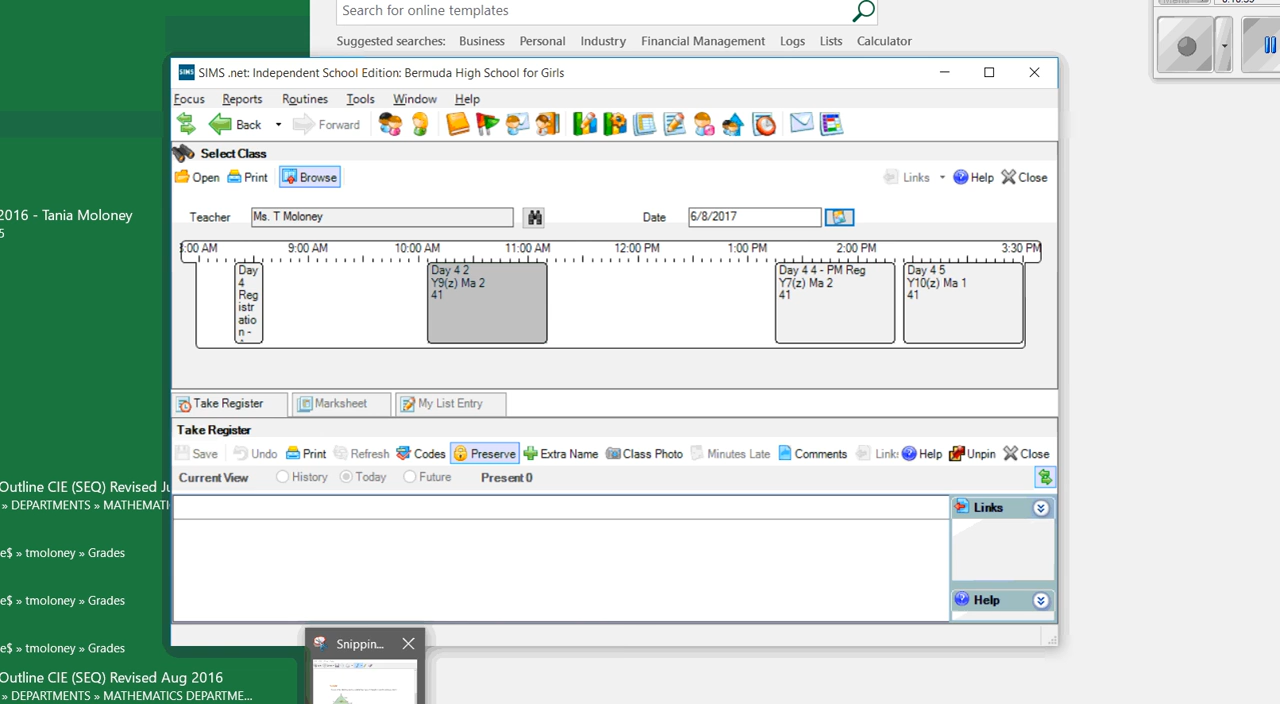 Search for online templates
Suggested searches: Business Personal Industry Financial Management Logs Lists Calculator
SIMS .net: Independent School Edition: Bermuda High School for Girls
Focus Reports Routines Tools Window Help
Back Forward
Select Class
Open Print Browse Links Help Close
2016 - Tania Moloney
5
Teacher Ms. T Moloney Date 6/8/2017
:00 AM 9:00 AM 10:00 AM 11:00 AM 12:00 PM 1:00 PM 2:00 PM 3:30 PM
Day
4
Reg
istr
atio
n -
Day 4 2
Y9(z) Ma 2
41
Day 4 4 - PM Reg
Y7(z) Ma 2
41
Day 4 5
Y10(z) Ma 1
41
Take Register Marksheet My List Entry
Take Register
Save Undo Print Refresh Codes Preserve Extra Name Class Photo Minutes Late Comments Link: Help Unpin Close
Current View History Today Future Present 0
Outline CIE (SEQ) Revised Ju
» DEPARTMENTS » MATHEMATI
Links
e$ » tmoloney » Grades
e$ » tmoloney » Grades
Help
e$ » tmoloney » Grades
Snippin...
Outline CIE (SEQ) Revised Aug 2016
» DEPARTMENTS » MATHEMATICS DEPARTME...